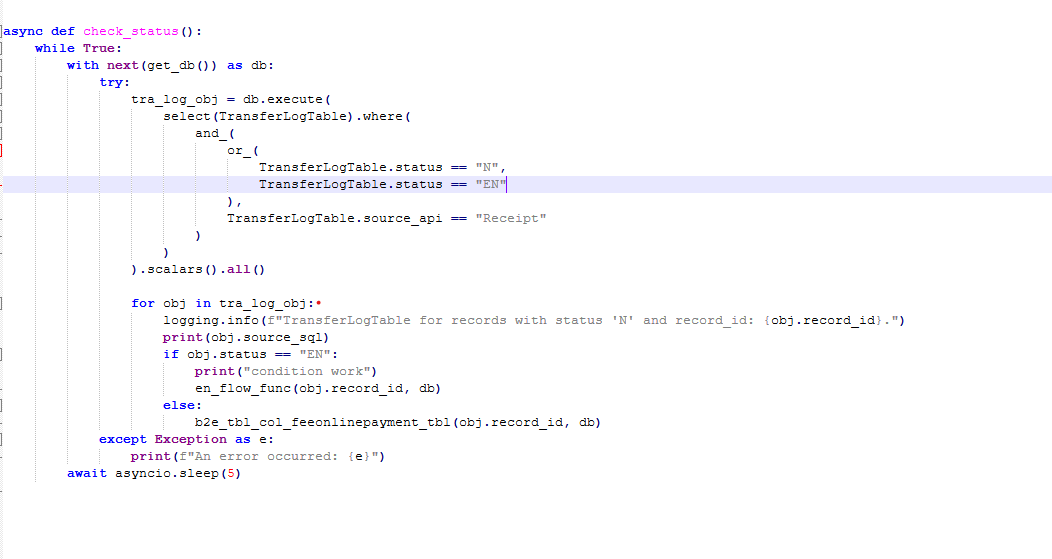 async def check_status():
    while True:
        with next(get_db()) as db:
            try:
                tra_log_obj = db.execute(
                    select(TransferLogTable).where(
                        and_(
                            or_(
                                TransferLogTable.status == "N",
                                TransferLogTable.status == "EN"
                            ),
                            TransferLogTable.source_api == "Receipt"
                        )
                    )
                ).scalars().all()

                for obj in tra_log_obj:
                    logging.info(f"TransferLogTable for records with status 'N' and record_id: {obj.record_id}.")
                    print(obj.source_sql)
                    if obj.status == "EN":
                        print("condition work")
                        en_flow_func(obj.record_id, db)
                    else:
                        b2e_tbl_col_feeonlinepayment_tbl(obj.record_id, db)
            except Exception as e:
                print(f"An error occurred: {e}")
        await asyncio.sleep(5)